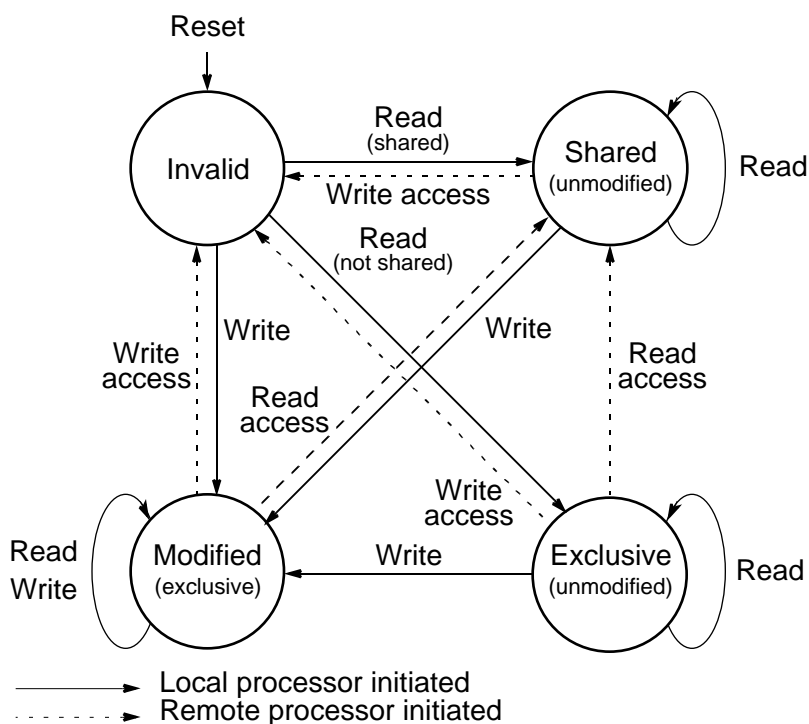 Reset
Read
(shared)
Invalid
Shared
(unmodified)
Read
Write access
Read
(not shared)
Write
Write
Write
access
Read
access
Read
access
Write
access
Read
Write
Modified
(exclusive)
Write
Exclusive
(unmodified)
Read
Local processor initiated
Remote processor initiated